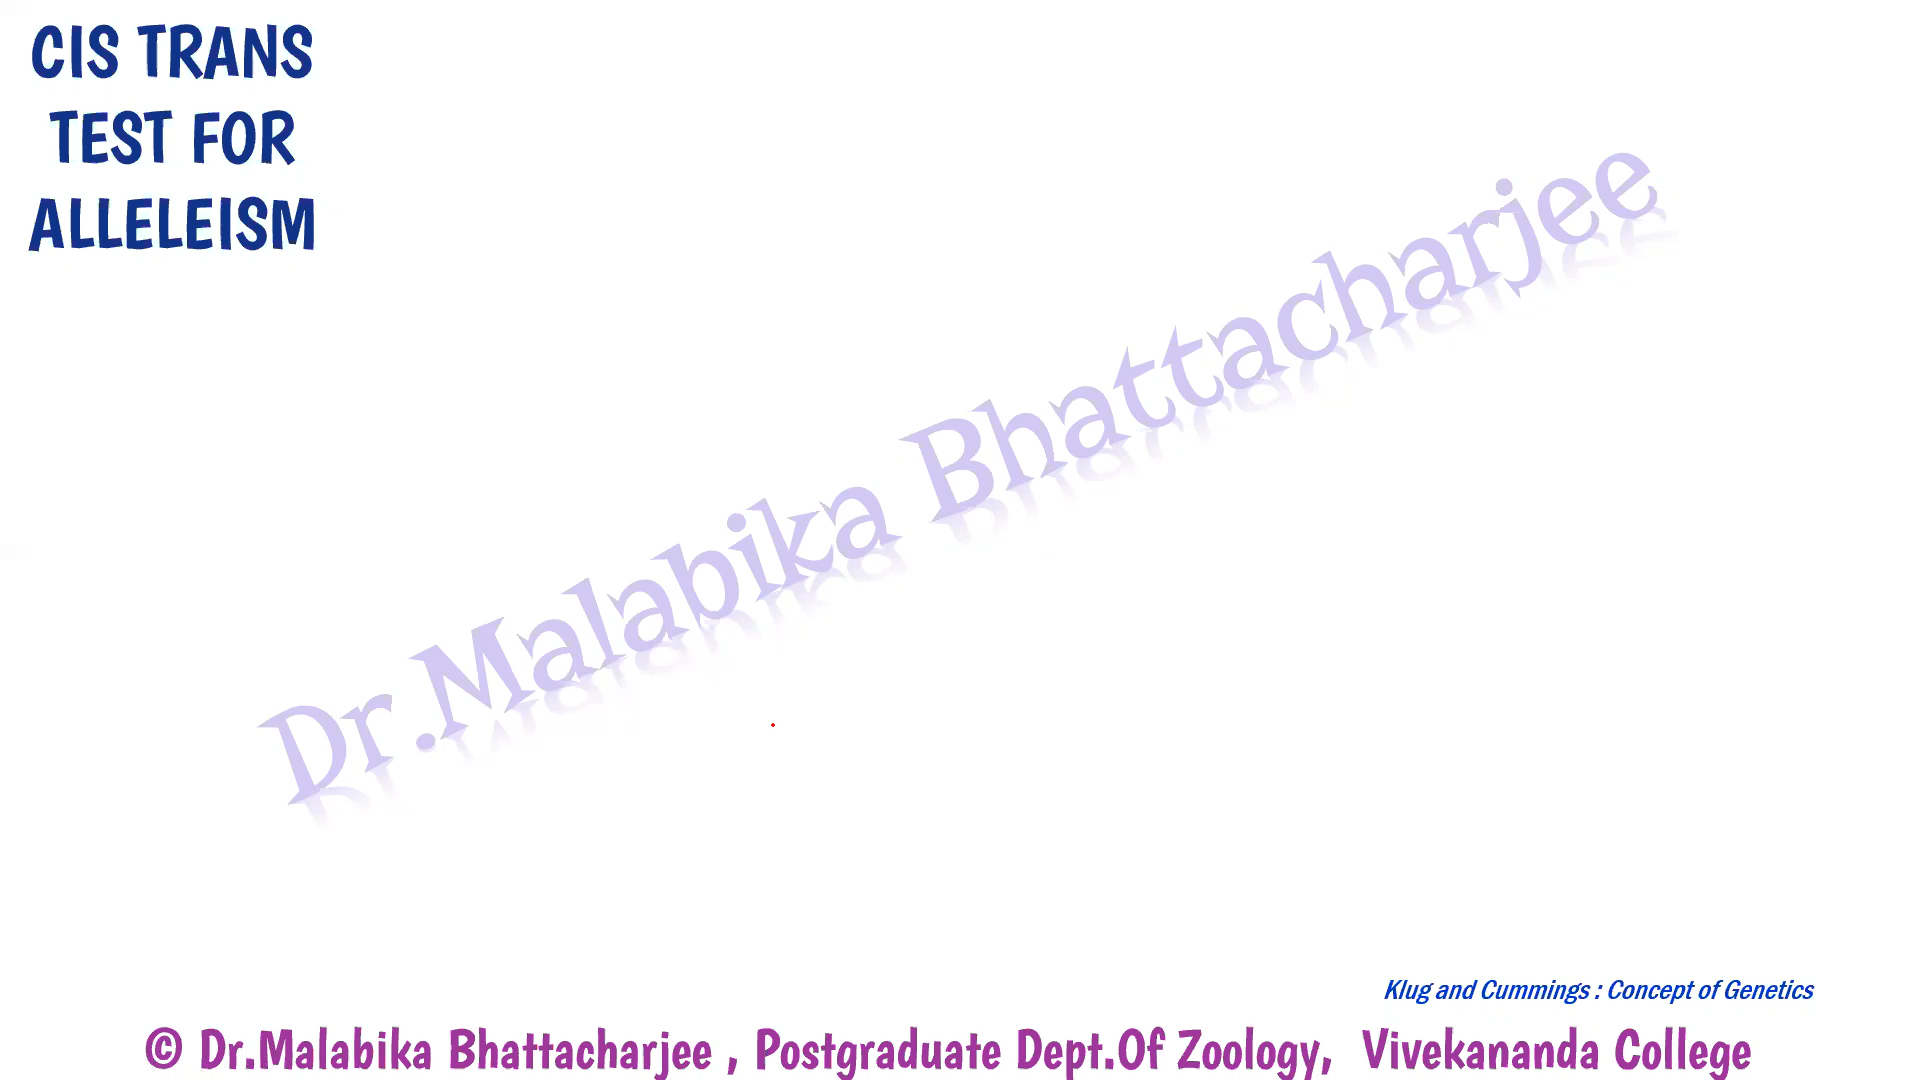 CIS TRANS
TEST FOR
ALLELEISM
Dr.Malabika Bhattacharjee
Klug and Cummings : Concept of Genetics
© Dr.Malabika Bhattacharjee , Postgraduate Dept.Of Zoology, Vivekananda College